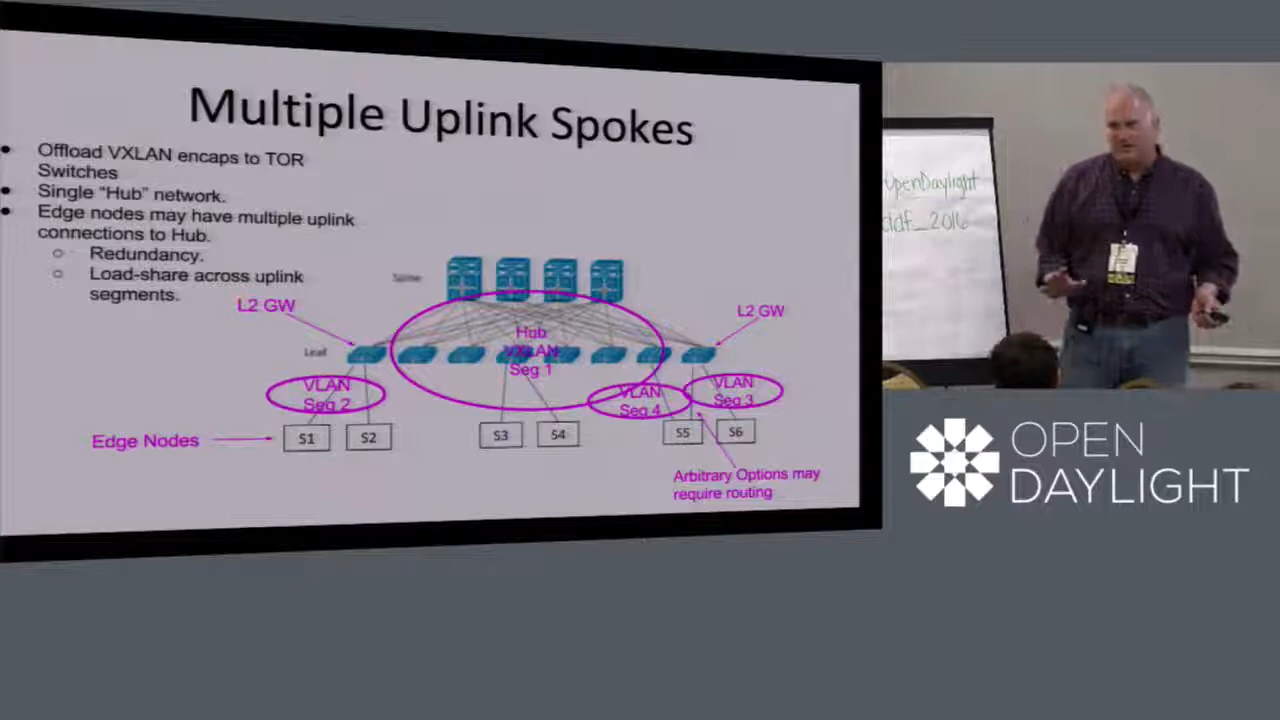 Multiple Uplink Spokes
Offload VXLAN encaps to TOR
Switches
Single "Hub" network.
Edge nodes may have multiple uplink
connections to Hub.
Redundancy.
Load-share across uplink
segments.
L2 GW
L2 GW
Hub
VXLAN
Seg 1
VLAN
Seg 2
VLAN
Seg 4
VLAN
Seg 3
Edge Nodes
S1
S2
S3
S4
S5
S6
Arbitrary Options may
require routing
OpenDaylight
OPEN
DAYLIGHT